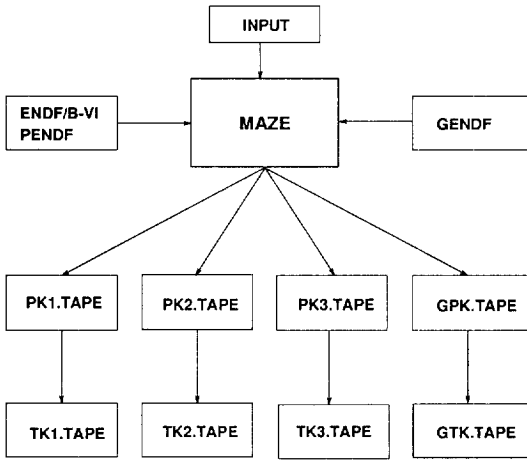 INPUT
ENDF/B-VI
PENDF
MAZE
GENDF
PK1.TAPE
PK2.TAPE
PK3.TAPE
GPK.TAPE
TK1.TAPE
TK2.TAPE
TK3.TAPE
GTK.TAPE